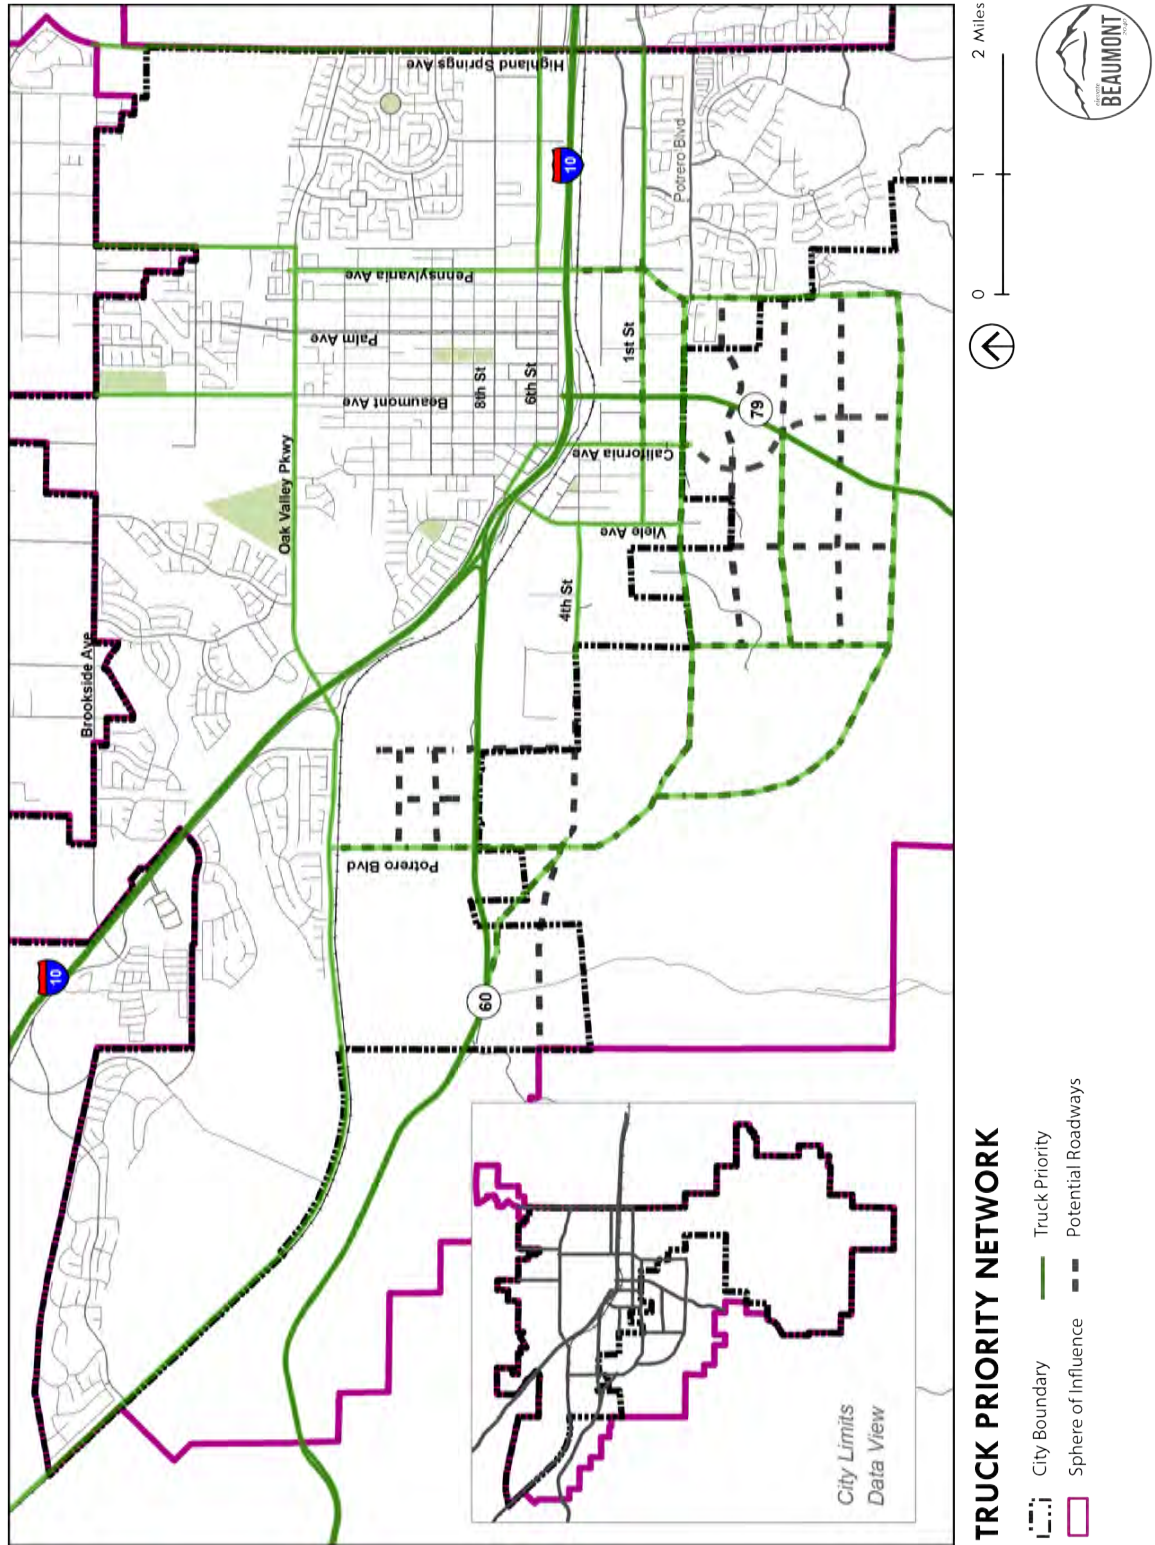 Highland Springs Ave
10
Potrero Blvd
Pennsylvania Ave
Palm Ave
1st St
Beaumont Ave
8th St
6th St
79
California Ave
Oak Valley Pkwy
Viele Ave
4th St
Brookside Ave
Potrero Blvd
10
60
City Limits
Data View
TRUCK PRIORITY NETWORK
City Boundary
Truck Priority
Sphere of Influence
Potential Roadways
0 1 2 Miles
elevate
BEAUMONT